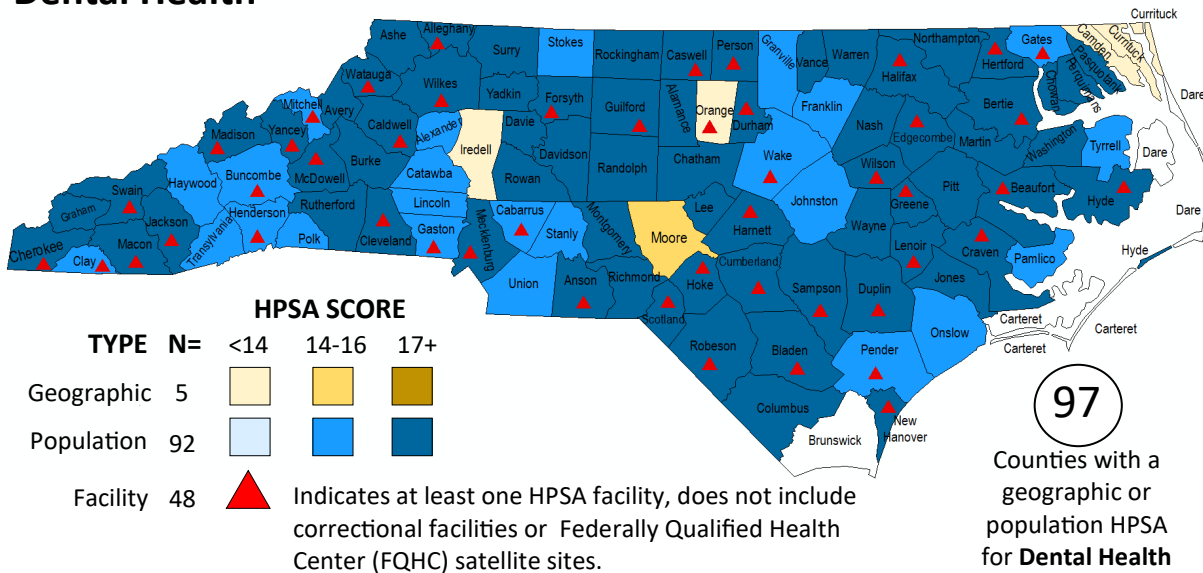 Dental Health
Currituck
Ashe
Alleghany
Surry
Stokes
Rockingham
Caswell
Person
Granville
Vance
Warren
Northampton
Halifax
Hertford
Gates
Camden
Currituck
Pasquotank
Perquimans
Chowan
Dare
Watauga
Wilkes
Yadkin
Forsyth
Guilford
Alamance
Orange
Durham
Franklin
Nash
Edgecombe
Bertie
Martin
Washington
Tyrrell
Dare
Mitchell
Avery
Caldwell
Alexander
Iredell
Davie
Davidson
Randolph
Chatham
Wake
Wilson
Madison
Yancey
McDowell
Burke
Catawba
Rowan
Johnston
Greene
Pitt
Beaufort
Hyde
Haywood
Buncombe
Rutherford
Lincoln
Swain
Graham
Jackson
Henderson
Transylvania
Polk
Cleveland
Gaston
Mecklenburg
Cabarrus
Stanly
Montgomery
Moore
Lee
Harnett
Wayne
Lenoir
Craven
Pamlico
Dare
Hyde
Cherokee
Clay
Macon
Union
Anson
Richmond
Scotland
Hoke
Cumberland
Sampson
Duplin
Jones
Onslow
Carteret
Carteret
Carteret
Robeson
Bladen
Pender
Columbus
Brunswick
New
Hanover
HPSA SCORE
TYPE N= <14 14-16 17+
Geographic 5
Population 92
Facility 48
Indicates at least one HPSA facility, does not include
correctional facilities or Federally Qualified Health
Center (FQHC) satellite sites.
97
Counties with a
geographic or
population HPSA
for Dental Health